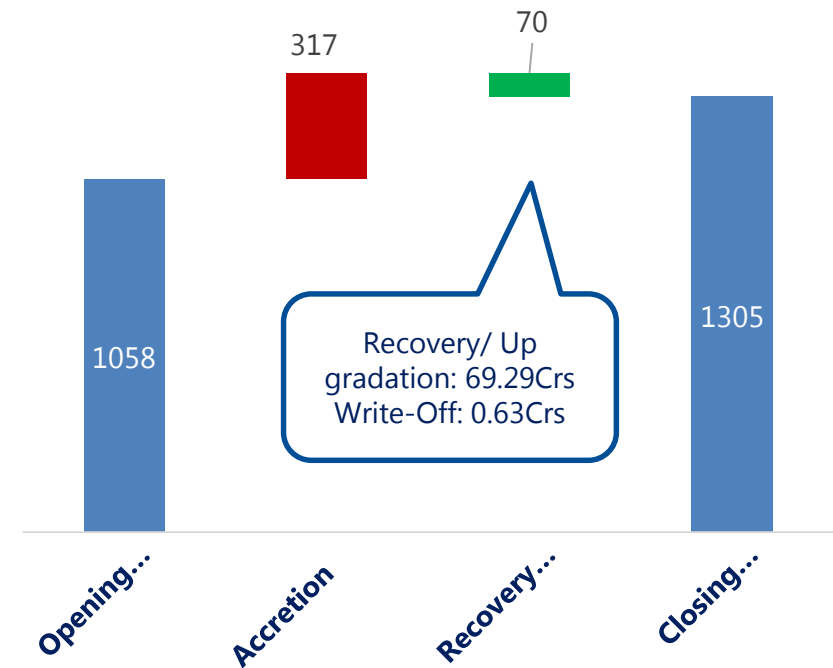 317
70
1058
1305
Recovery/ Up
gradation: 69.29Crs
Write-Off: 0.63Crs
Opening...
Accretion
Recovery...
Closing...